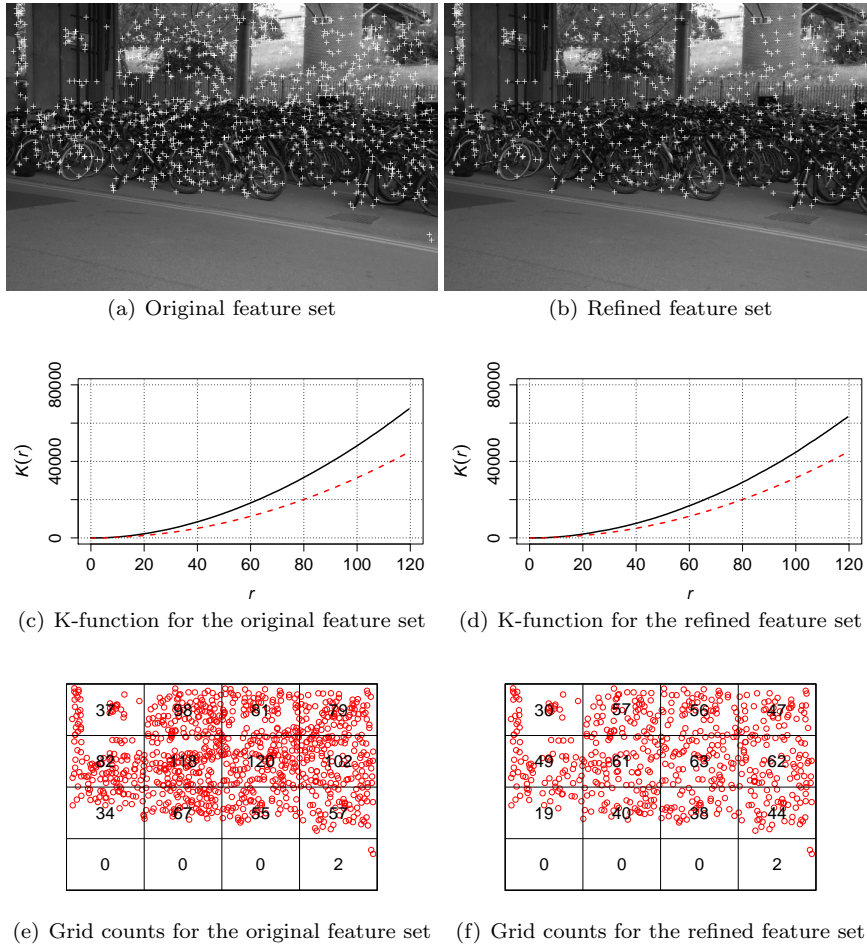 (a) Original feature set
(b) Refined feature set
80000
40000
0
K(r)
0 20 40 60 80 100 120
r
80000
40000
0
K(r)
0 20 40 60 80 100 120
r
(c) K-function for the original feature set
(d) K-function for the refined feature set
37 98 81 79
82 118 120 102
34 67 55 57
0 0 0 2
30 57 56 47
49 61 63 62
19 40 38 44
0 0 0 2
(e) Grid counts for the original feature set
(f) Grid counts for the refined feature set